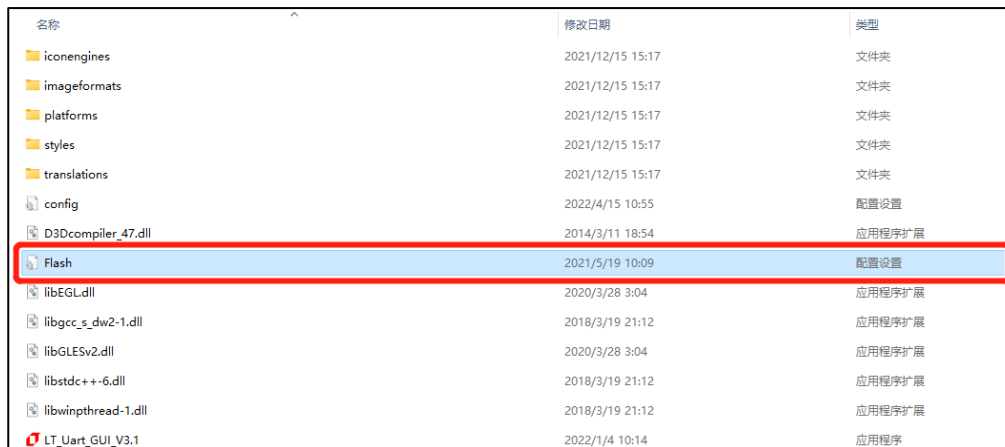 名称 修改日期 类型
iconengines 2021/12/15 15:17 文件夹
imageformats 2021/12/15 15:17 文件夹
platforms 2021/12/15 15:17 文件夹
styles 2021/12/15 15:17 文件夹
translations 2021/12/15 15:17 文件夹
config 2022/4/15 10:55 配置设置
D3Dcompiler_47.dll 2014/3/11 18:54 应用程序扩展
Flash 2021/5/19 10:09 配置设置
libEGL.dll 2020/3/28 3:04 应用程序扩展
libgcc_s_dw2-1.dll 2018/3/19 21:12 应用程序扩展
libGLESv2.dll 2020/3/28 3:04 应用程序扩展
libstdc++-6.dll 2018/3/19 21:12 应用程序扩展
libwinpthread-1.dll 2018/3/19 21:12 应用程序扩展
LT_Uart_GUI_V3.1 2022/1/4 10:14 应用程序